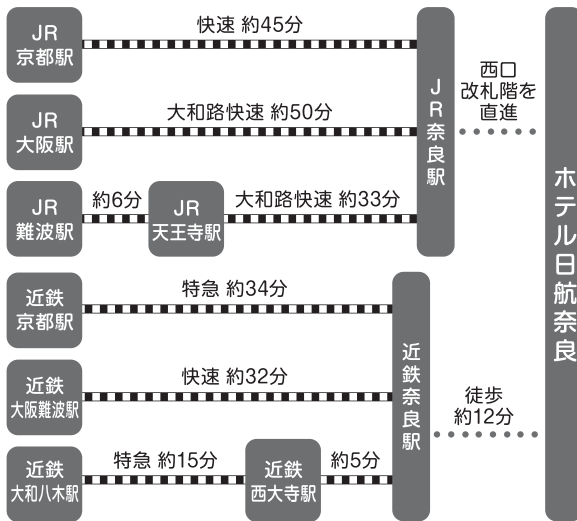 JR
京都駅
快速 約45分
JR
大阪駅
大和路快速 約50分
JR
難波駅
約6分
JR
天王寺駅
大和路快速 約33分
JR奈良駅
西口
改札階を
直進
近鉄
京都駅
特急 約34分
近鉄
大阪難波駅
快速 約32分
近鉄
大和八木駅
特急 約15分
近鉄
西大寺駅
約5分
近鉄奈良駅
徒歩
約12分
ホテル日航奈良